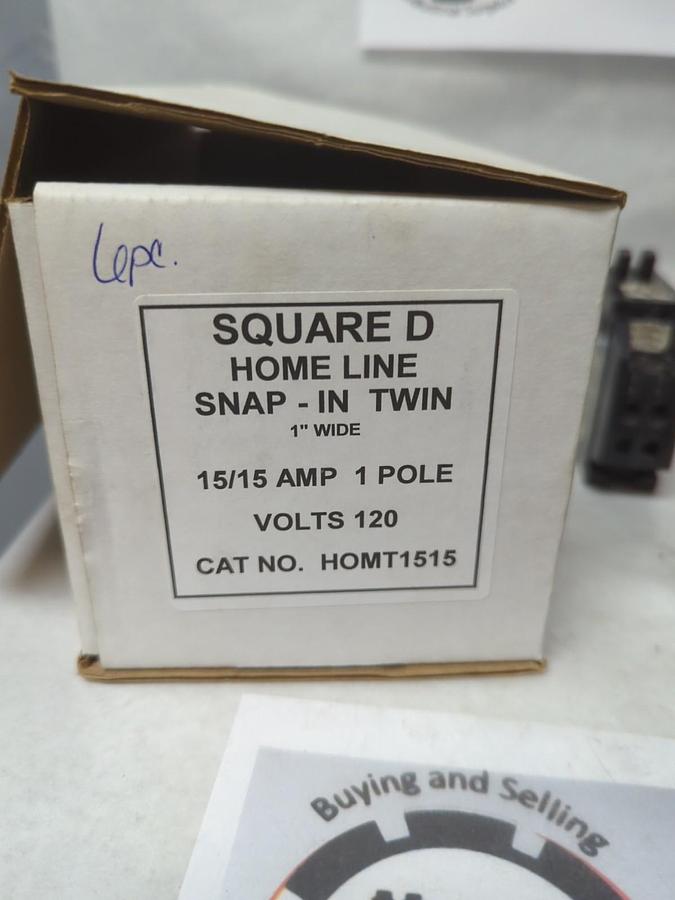 6pc.
SQUARE D
HOME LINE
SNAP - IN TWIN
1" WIDE
15/15 AMP 1 POLE
VOLTS 120
CAT NO. HOMT1515
Buying and Selling